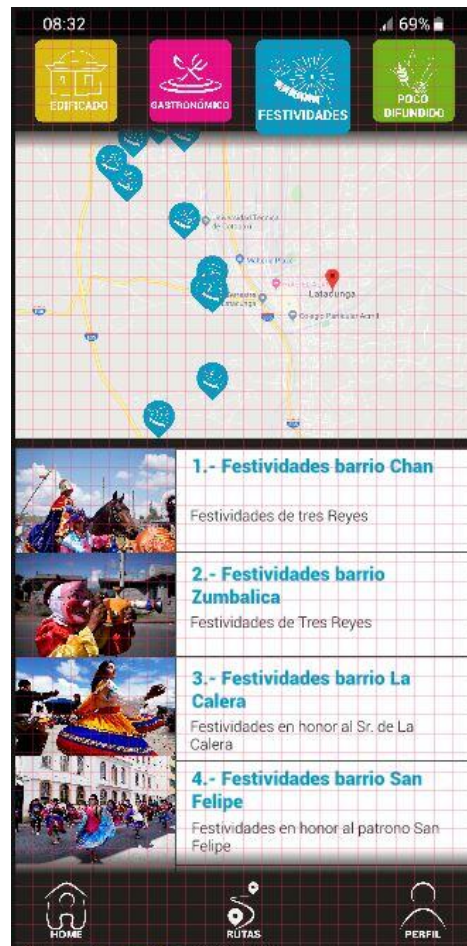 08:32
69%
EDIFICADO
GASTRONÓMICO
FESTIVIDADES
POCO
DIFUNDIDO
Latacunga
1.- Festividades barrio Chan
Festividades de tres Reyes
2.- Festividades barrio
Zumbalica
Festividades de Tres Reyes
3.- Festividades barrio La
Calera
Festividades en honor al Sr. de La
Calera
4.- Festividades barrio San
Felipe
Festividades en honor al patrono San
Felipe
HOME
RUTAS
PERFIL